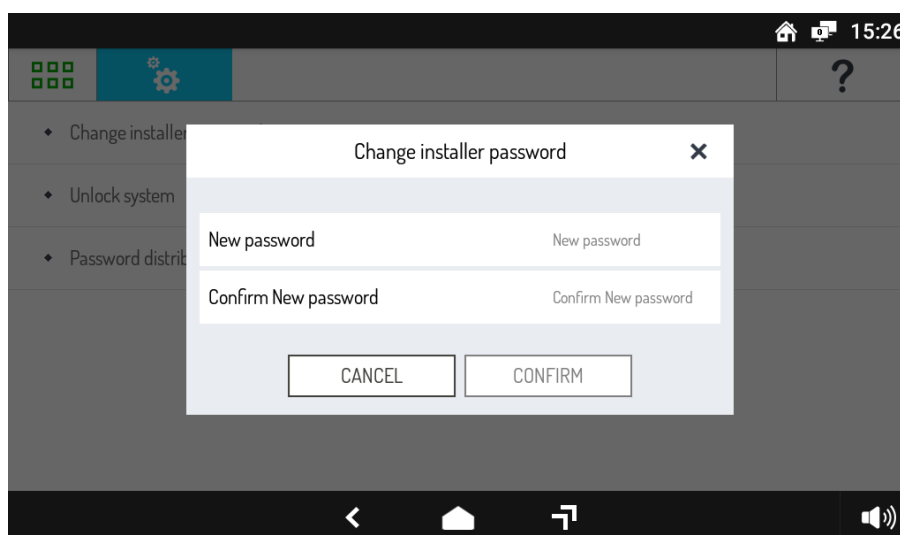 15:26
?
Change installer
Change installer password
Unlock system
New password New password
Password distrib
Confirm New password Confirm New password
CANCEL CONFIRM